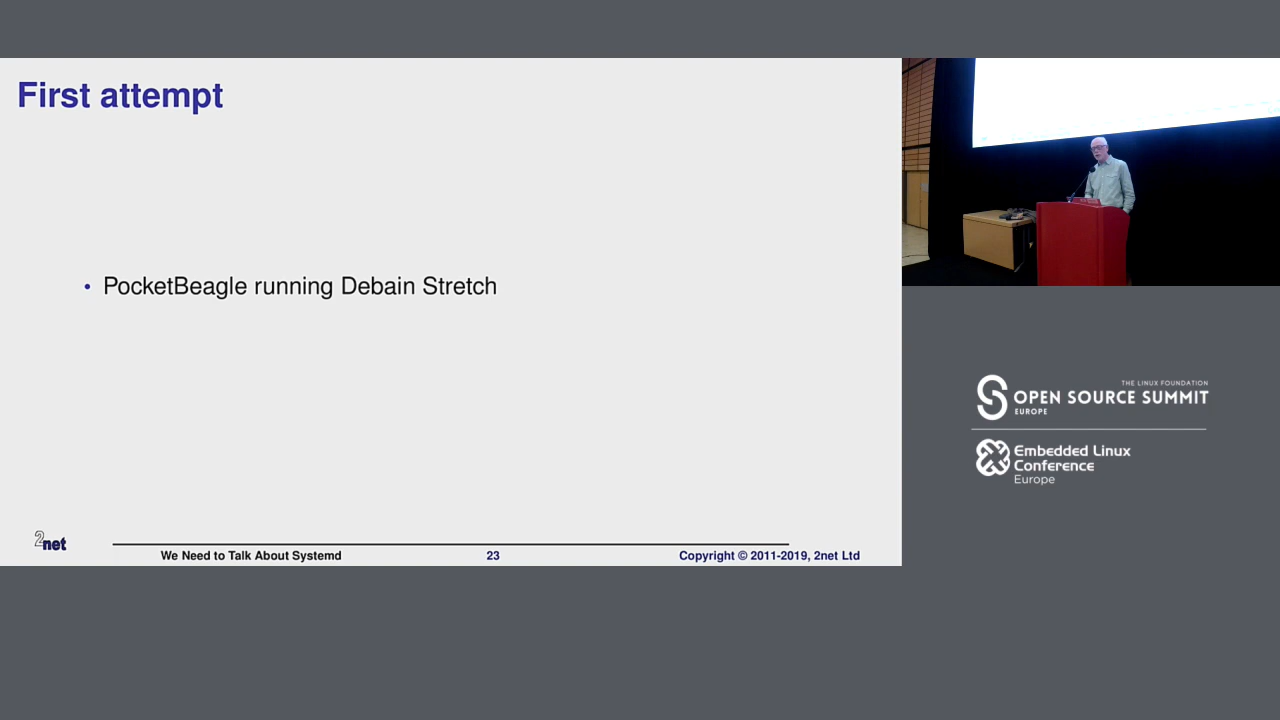 First attempt
• PocketBeagle running Debain Stretch
2net
We Need to Talk About Systemd 23 Copyright © 2011-2019, 2net Ltd
THE LINUX FOUNDATION
OPEN SOURCE SUMMIT
EUROPE
Embedded Linux
Conference
Europe